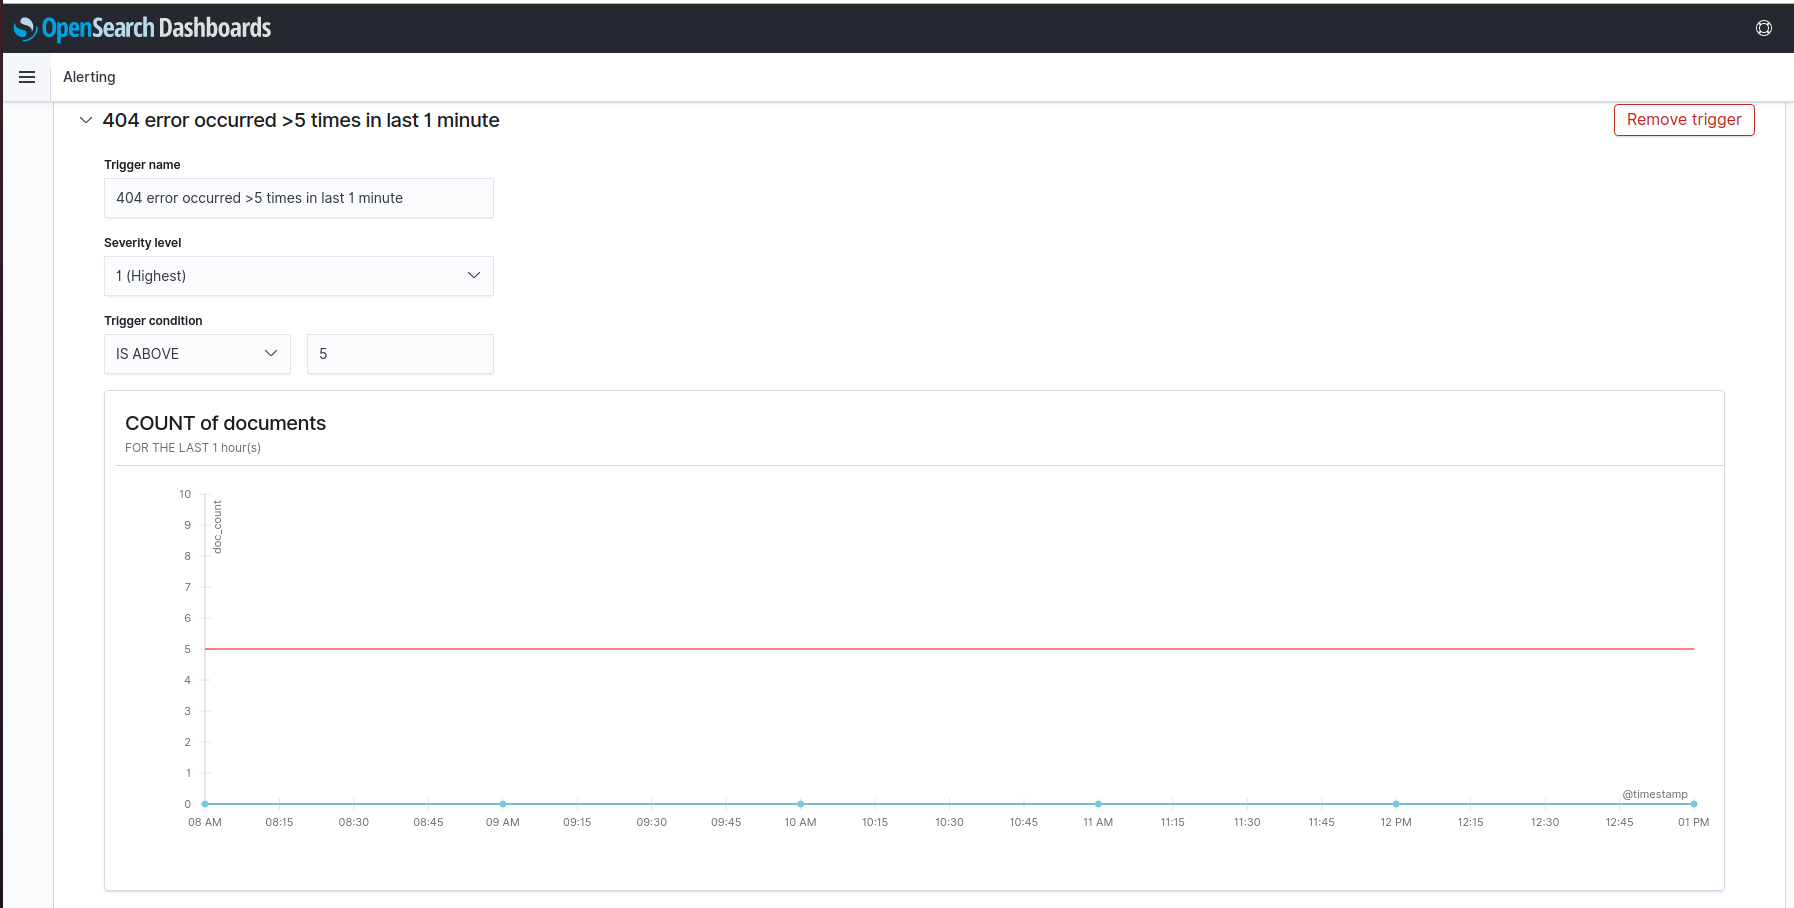 OpenSearch Dashboards
Alerting
404 error occurred >5 times in last 1 minute
Remove trigger
Trigger name
404 error occurred >5 times in last 1 minute
Severity level
1 (Highest)
Trigger condition
IS ABOVE
5
COUNT of documents
FOR THE LAST 1 hour(s)
10
9
8
7
6
5
4
3
2
1
0
doc_count
@timestamp
08 AM 08:15 08:30 08:45 09 AM 09:15 09:30 09:45 10 AM 10:15 10:30 10:45 11 AM 11:15 11:30 11:45 12 PM 12:15 12:30 12:45 01 PM